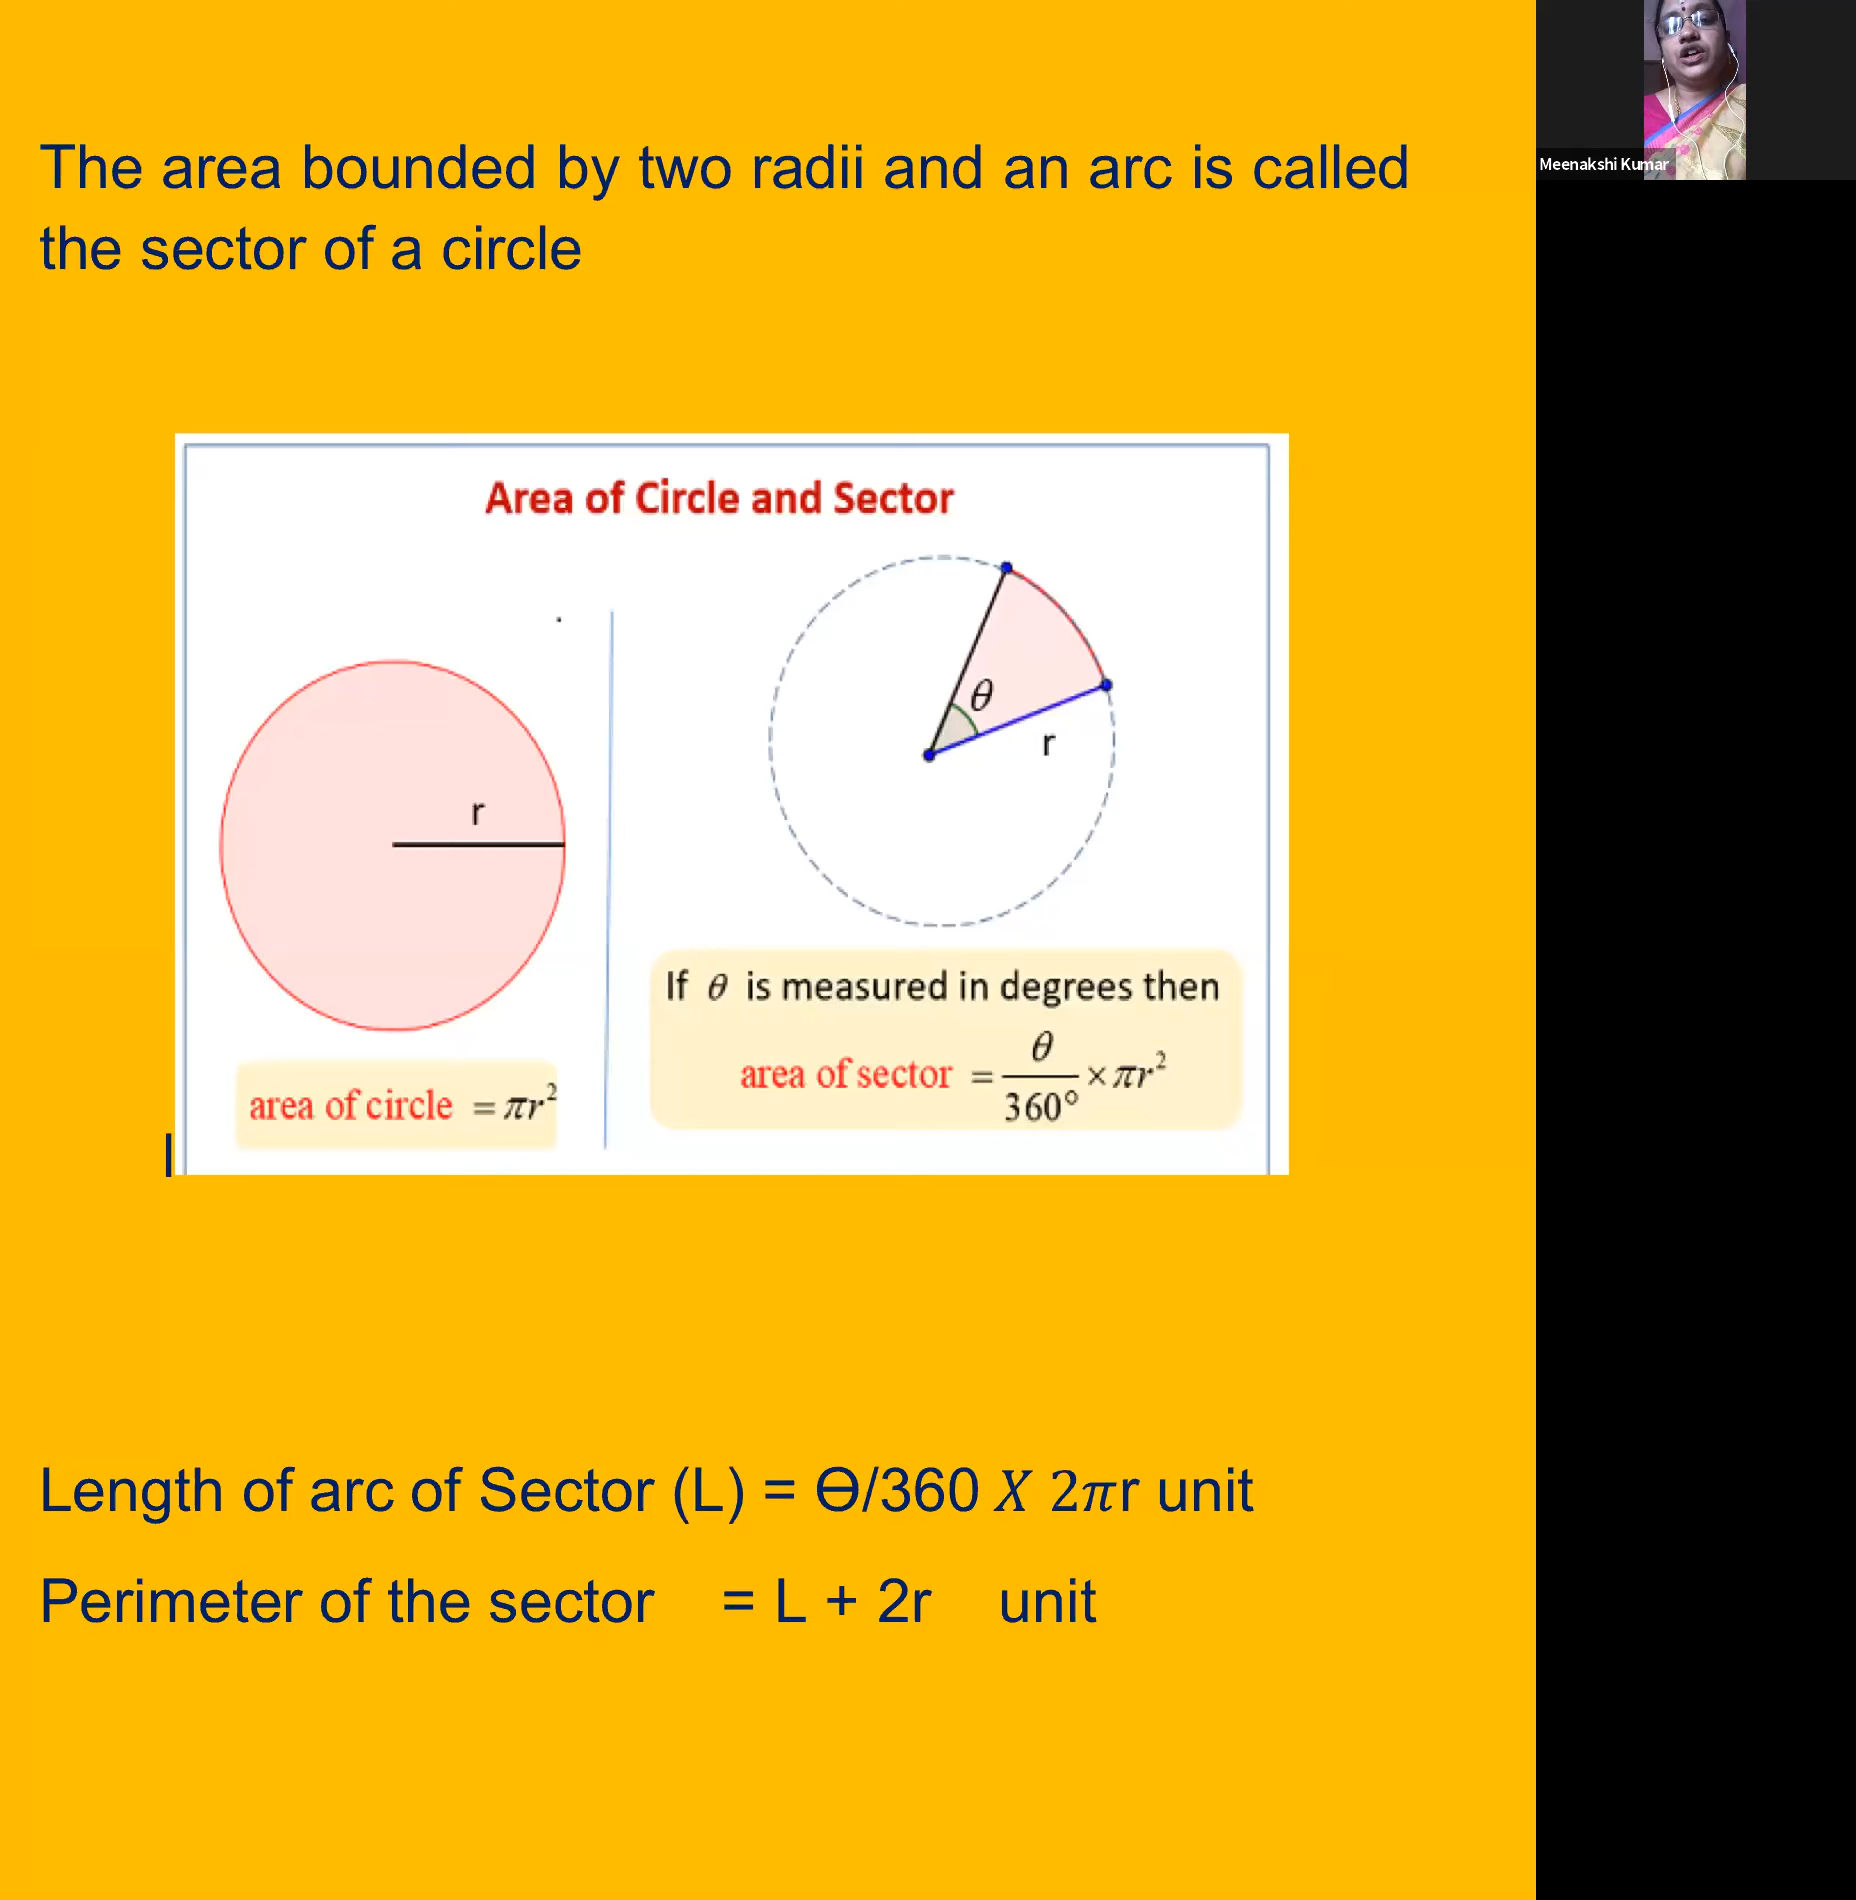 The area bounded by two radii and an arc is called
the sector of a circle
Meenakshi Kumar
Area of Circle and Sector
θ
r
r
If θ is measured in degrees then
area of sector = θ/360° × πr²
area of circle = πr²
Length of arc of Sector (L) = Ɵ/360 X 2πr unit
Perimeter of the sector = L + 2r unit